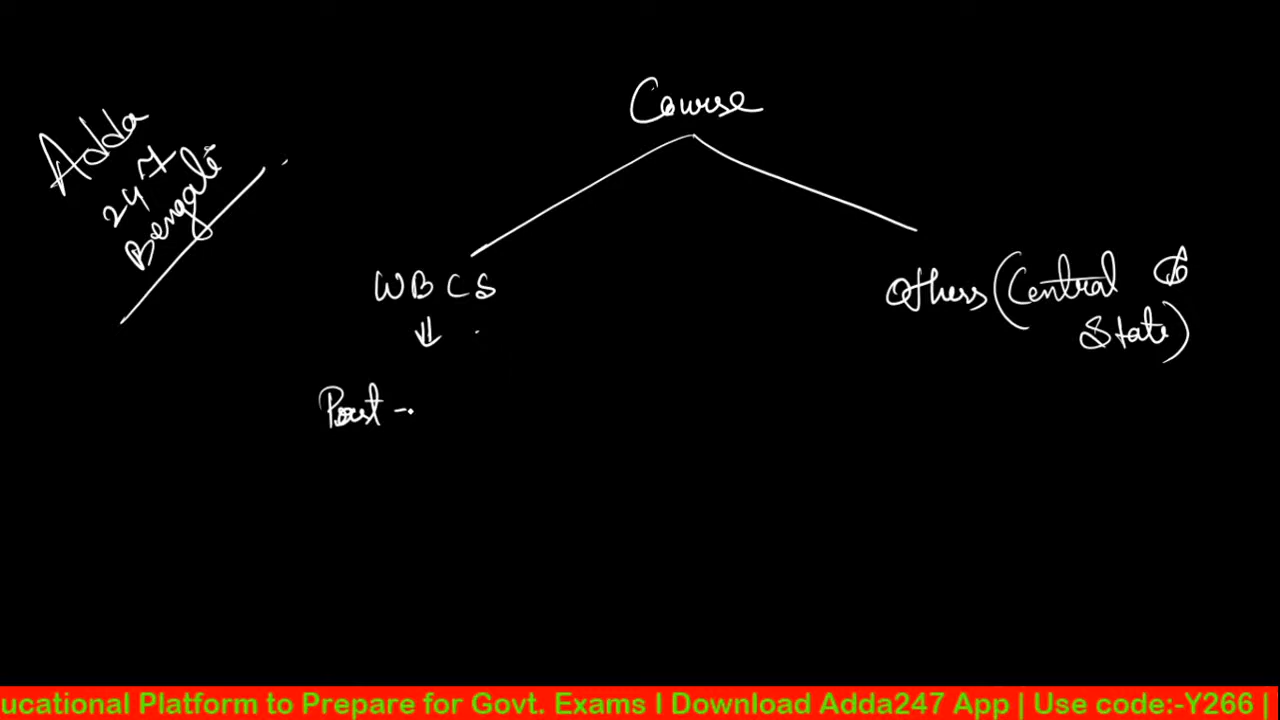 Course
Adda
247
Bengali
WBCS
Others (Central &
State)
Post -
ucational Platform to Prepare for Govt. Exams I Download Adda247 App | Use code:-Y266 |